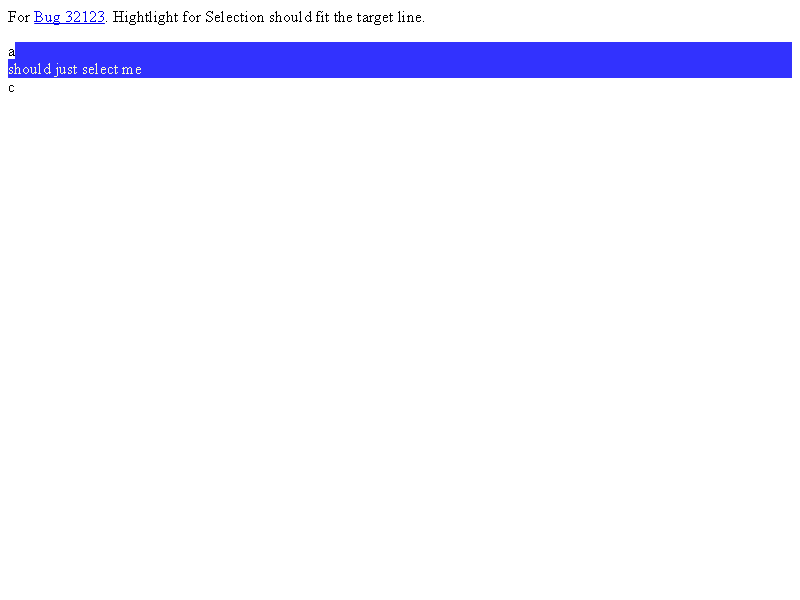 For Bug 32123. Hightlight for Selection should fit the target line.
a
should just select me
c